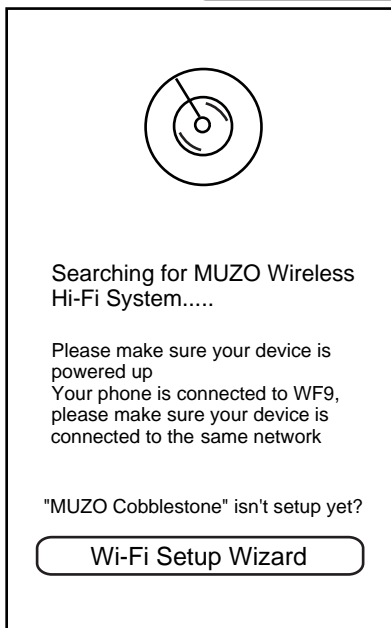 Searching for MUZO Wireless
Hi-Fi System.....
Please make sure your device is
powered up
Your phone is connected to WF9,
please make sure your device is
connected to the same network
"MUZO Cobblestone" isn't setup yet?
Wi-Fi Setup Wizard